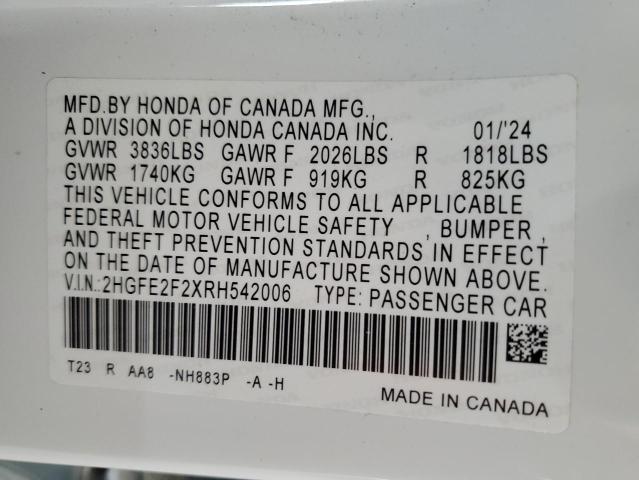 MFD.BY HONDA OF CANADA MFG.,
A DIVISION OF HONDA CANADA INC. 01/'24
GVWR 3836LBS GAWR F 2026LBS R 1818LBS
GVWR 1740KG GAWR F 919KG R 825KG
THIS VEHICLE CONFORMS TO ALL APPLICABLE
FEDERAL MOTOR VEHICLE SAFETY , BUMPER ,
AND THEFT PREVENTION STANDARDS IN EFFECT
ON THE DATE OF MANUFACTURE SHOWN ABOVE.
V.I.N.:2HGFE2F2XRH542006 TYPE: PASSENGER CAR
T23 R AA8 -NH883P -A -H
MADE IN CANADA